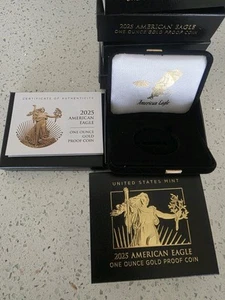 2025 AMERICAN EAGLE
ONE OUNCE GOLD PROOF COIN
CERTIFICATE OF AUTHENTICITY
2025
AMERICAN
EAGLE
ONE OUNCE
GOLD
PROOF COIN
American Eagle
UNITED STATES MINT
2025 AMERICAN EAGLE
ONE OUNCE GOLD PROOF COIN